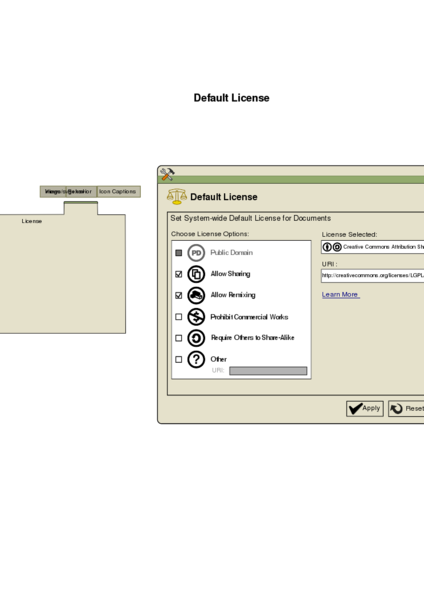 Default License
Behavior Icon Captions
License
Default License
Set System-wide Default License for Documents
Choose License Options:
PD Public Domain
Allow Sharing
Allow Remixing
Prohibit Commercial Works
Require Others to Share-Alike
? Other
URI:
License Selected:
Creative Commons Attribution Sh
URI :
http://creativecommons.org/licenses/LGPL
Learn More
Apply
Reset